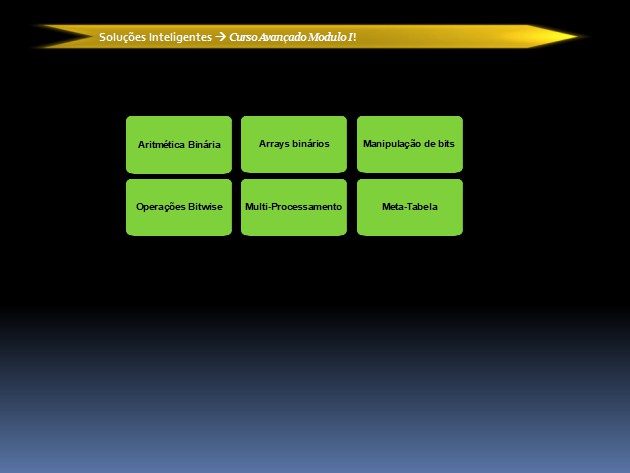 Soluções Inteligentes → Curso Avançado Modulo I!
Aritmética Binária
Arrays binários
Manipulação de bits
Operações Bitwise
Multi-Processamento
Meta-Tabela